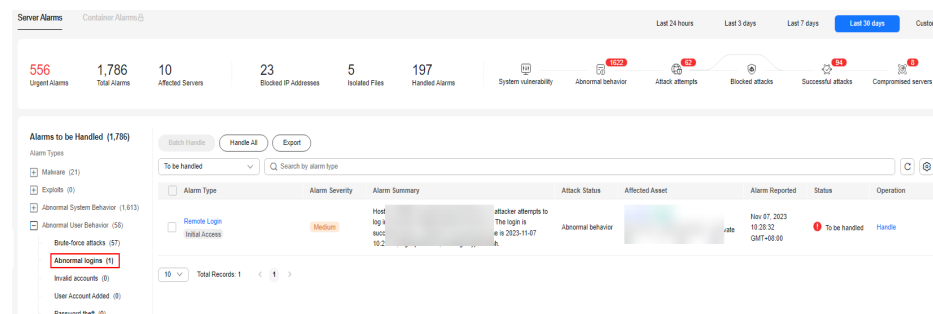 Server Alarms
Container Alarms
Last 24 hours
Last 3 days
Last 7 days
Last 30 days
Custom
556
1,786
10
23
5
197
1622
62
94
8
Urgent Alarms
Total Alarms
Affected Servers
Blocked IP Addresses
Isolated Files
Handled Alarms
System vulnerability
Abnormal behavior
Attack attempts
Blocked attacks
Successful attacks
Compromised servers
Alarms to be Handled (1,786)
Alarm Types
Malware (21)
Exploits (0)
Abnormal System Behavior (1,613)
Abnormal User Behavior (58)
Brute-force attacks (57)
Abnormal logins (1)
Invalid accounts (0)
User Account Added (0)
Password theft (0)
Batch Handle
Handle All
Export
To be handled
Search by alarm type
Alarm Type
Alarm Severity
Alarm Summary
Attack Status
Affected Asset
Alarm Reported
Status
Operation
Remote Login
Initial Access
Medium
Host attacker attempts to
log i The login is
succ e is 2023-11-07
10:2 sh.
Abnormal behavior
vate
Nov 07, 2023
10:28:32
GMT+08:00
To be handled
Handle
10
Total Records: 1
1